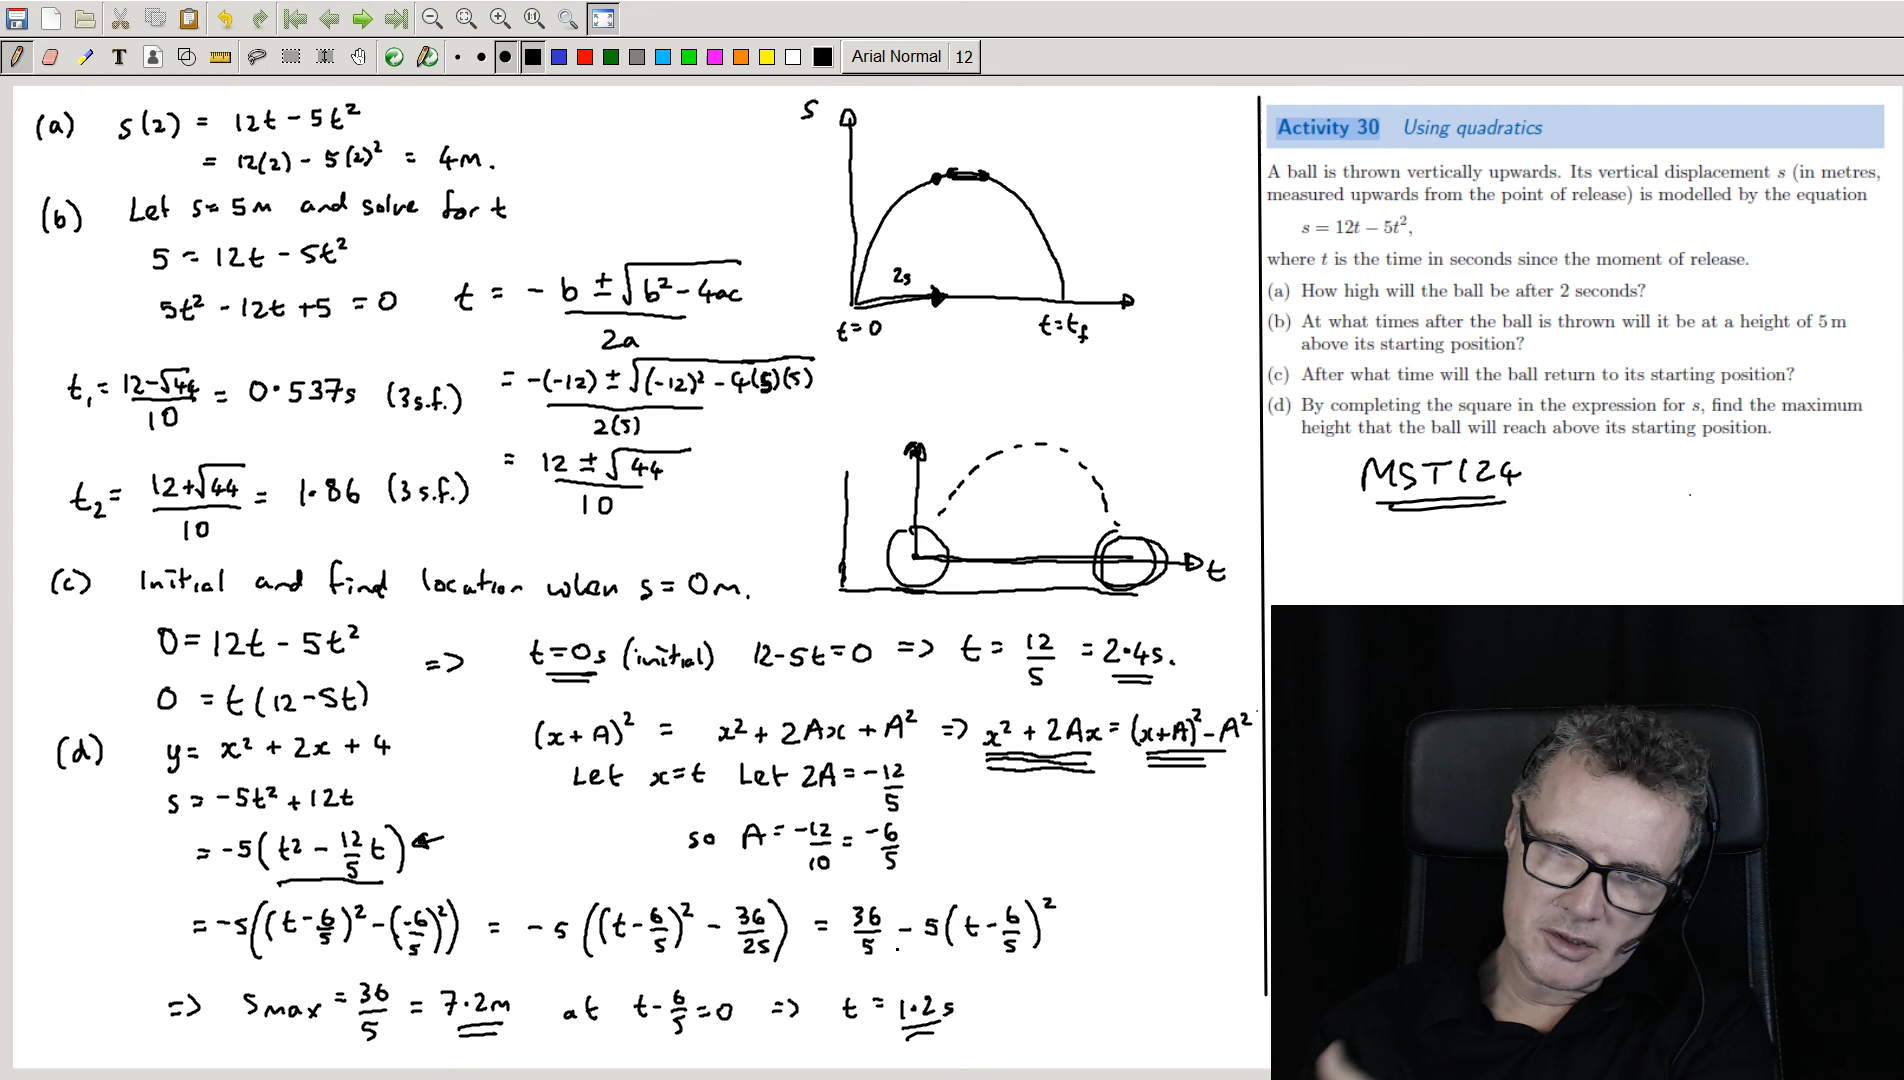 Arial Normal 12
(a) s(2) = 12t - 5t²
= 12(2) - 5(2)² = 4m.
(b) Let s = 5m and solve for t
5 = 12t - 5t²
5t² - 12t + 5 = 0
t = -b ± √(b² - 4ac) / 2a
= -(-12) ± √((-12)² - 4(5)(5)) / 2(5)
= 12 ± √44 / 10
t₁ = 12 - √44 / 10 = 0.537s (3s.f.)
t₂ = 12 + √44 / 10 = 1.86 (3s.f.)
(c) Initial and find location when s = 0m.
0 = 12t - 5t²
0 = t(12 - 5t)
=> t = 0s (initial) 12 - 5t = 0 => t = 12/5 = 2.4s.
(d) y = x² + 2x + 4
s = -5t² + 12t
= -5(t² - 12/5 t)
(x + A)² = x² + 2Ax + A² => x² + 2Ax = (x+A)² - A²
Let x = t Let 2A = -12/5
so A = -12/10 = -6/5
= -5((t - 6/5)² - (-6/5)²) = -5((t - 6/5)² - 36/25) = 36/5 - 5(t - 6/5)²
=> Smax = 36/5 = 7.2m at t - 6/5 = 0 => t = 1.2s
s
2s
t=0
t=t_f
t
Activity 30 Using quadratics
A ball is thrown vertically upwards. Its vertical displacement s (in metres,
measured upwards from the point of release) is modelled by the equation
s = 12t − 5t²,
where t is the time in seconds since the moment of release.
(a) How high will the ball be after 2 seconds?
(b) At what times after the ball is thrown will it be at a height of 5 m
above its starting position?
(c) After what time will the ball return to its starting position?
(d) By completing the square in the expression for s, find the maximum
height that the ball will reach above its starting position.
MST124